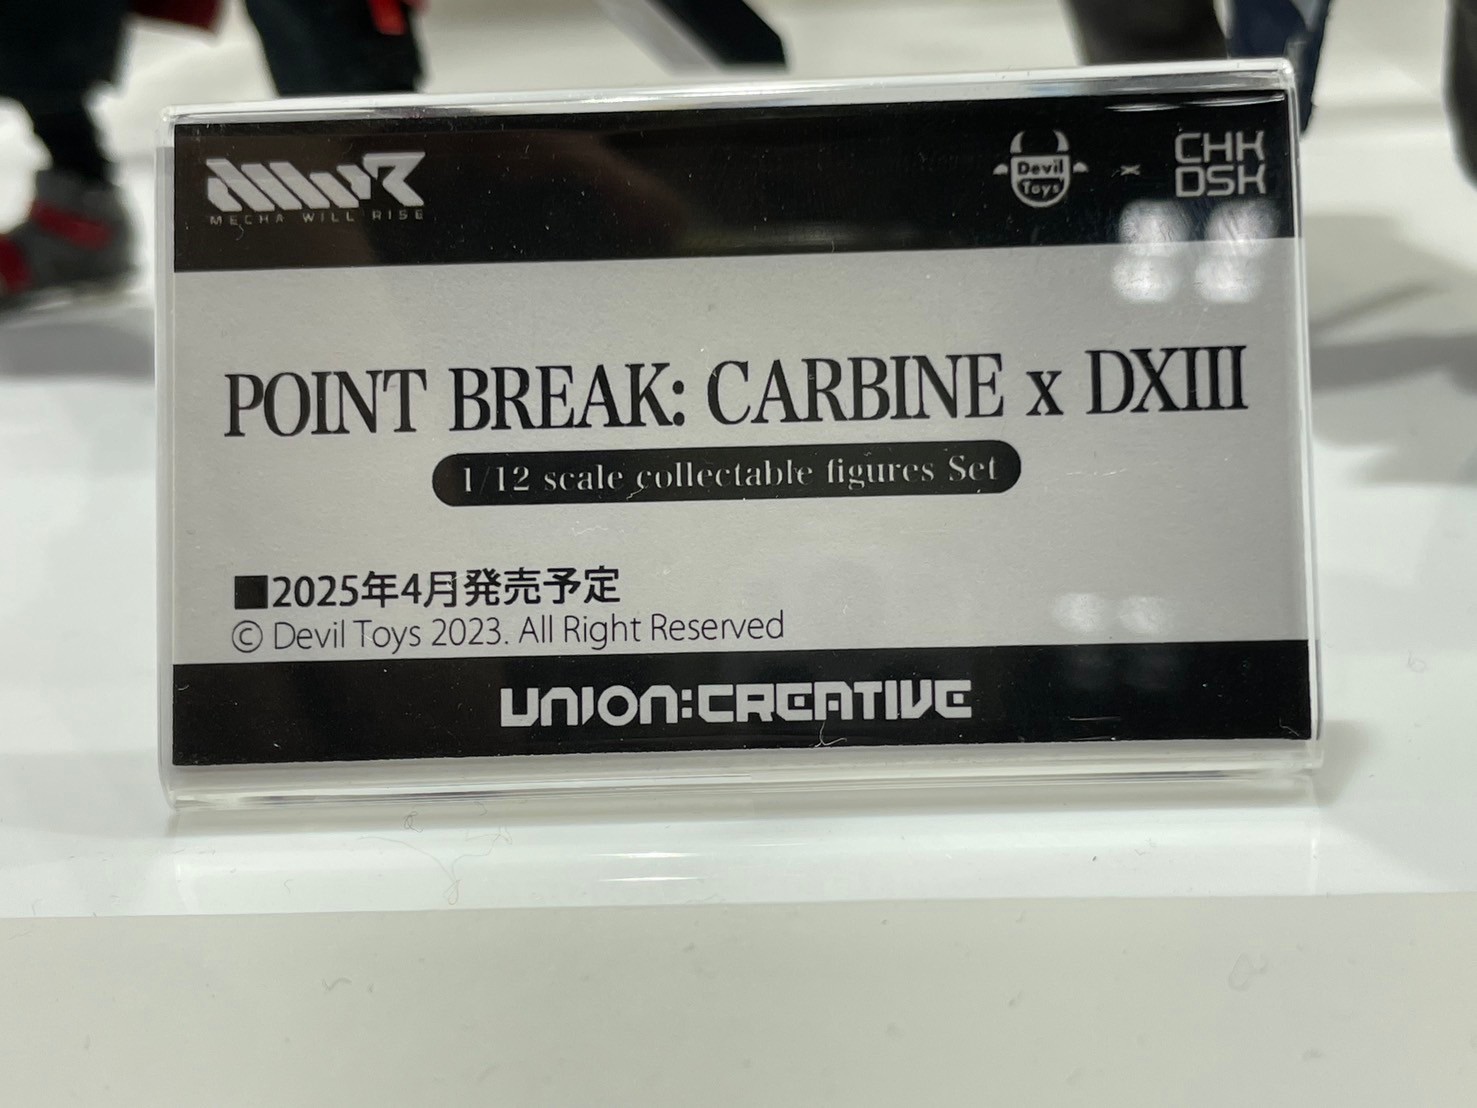 MWR
MECHA WILL RISE
Devil Toys × CHK DSK
POINT BREAK: CARBINE x DXIII
1/12 scale collectable figures Set
■2025年4月発売予定
© Devil Toys 2023. All Right Reserved
UNION:CREATIVE